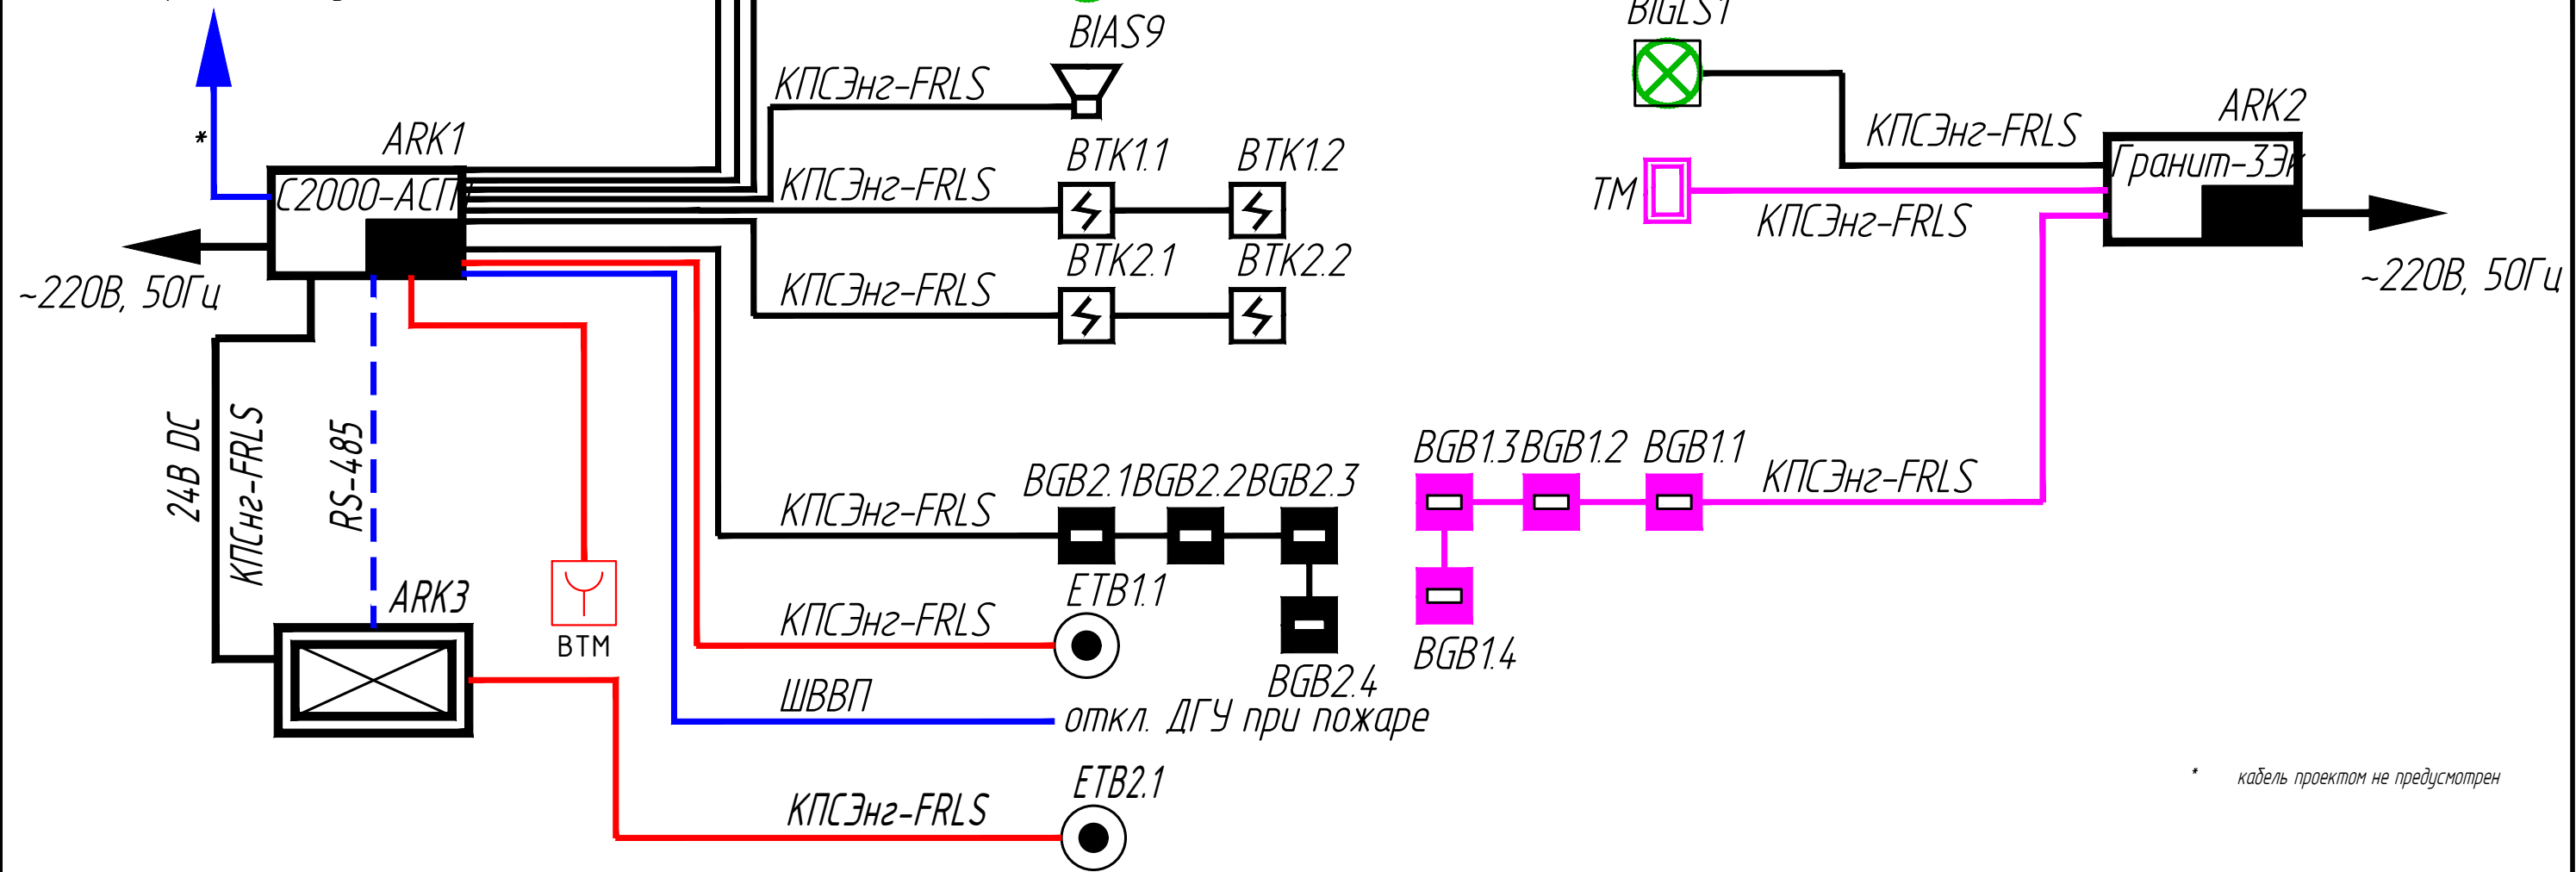 BIAS9
BIGLS1
КПСЭнг-FRLS
ARK2
ARK1
КПСЭнг-FRLS
BTK1.1
BTK1.2
Гранит-3Эк
*
С2000-АСП
КПСЭнг-FRLS
ТМ
КПСЭнг-FRLS
BTK2.1
BTK2.2
~220В, 50Гц
КПСЭнг-FRLS
~220В, 50Гц
24В DC
КПСнг-FRLS
RS-485
BGB1.3
BGB1.2
BGB1.1
КПСЭнг-FRLS
BGB2.1
BGB2.2
BGB2.3
КПСЭнг-FRLS
ARK3
ETB1.1
КПСЭнг-FRLS
BTM
BGB1.4
BGB2.4
ШВВП
откл. ДГУ при пожаре
ETB2.1
КПСЭнг-FRLS
* кабель проектом не предусмотрен